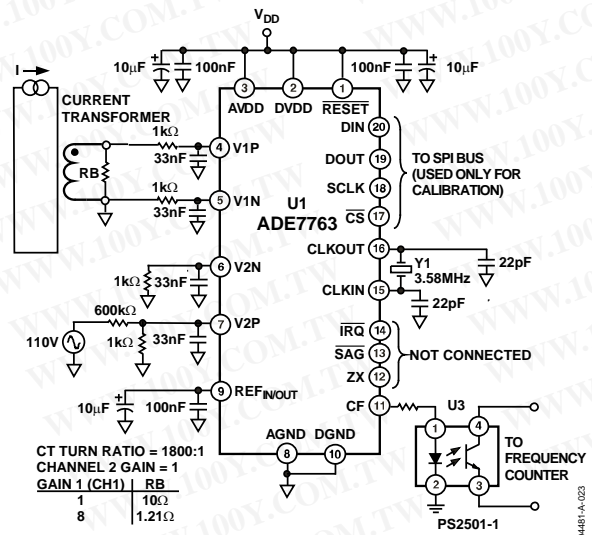 V_DD
10μF
100nF
100nF
10μF
I
3
2
1
AVDD
DVDD
RESET
CURRENT
TRANSFORMER
DIN 20
DOUT 19
SCLK 18
CS 17
TO SPI BUS
(USED ONLY FOR
CALIBRATION)
1kΩ
4 V1P
33nF
RB
1kΩ
5 V1N
33nF
U1
ADE7763
CLKOUT 16
22pF
Y1
3.58MHz
6 V2N
1kΩ
33nF
CLKIN 15
22pF
600kΩ
7 V2P
110V
1kΩ
33nF
IRQ 14
SAG 13
ZX 12
NOT CONNECTED
9 REF_IN/OUT
10μF
100nF
CF 11
U3
1
4
2
3
TO
FREQUENCY
COUNTER
PS2501-1
AGND
DGND
8
10
CT TURN RATIO = 1800:1
CHANNEL 2 GAIN = 1
GAIN 1 (CH1) RB
1 10Ω
8 1.21Ω
04481-A-023
WWW.100Y.COM.TW